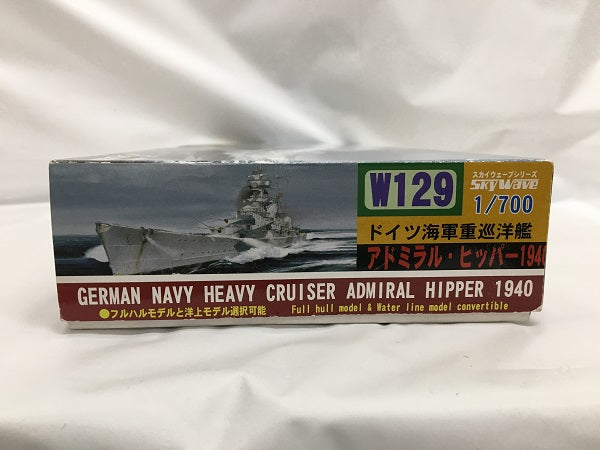 W129
スカイウェーブシリーズ
SKYWAVE
1/700
ドイツ海軍重巡洋艦
アドミラル・ヒッパー1940
GERMAN NAVY HEAVY CRUISER ADMIRAL HIPPER 1940
●フルハルモデルと洋上モデル選択可能
Full hull model & Water line model convertible